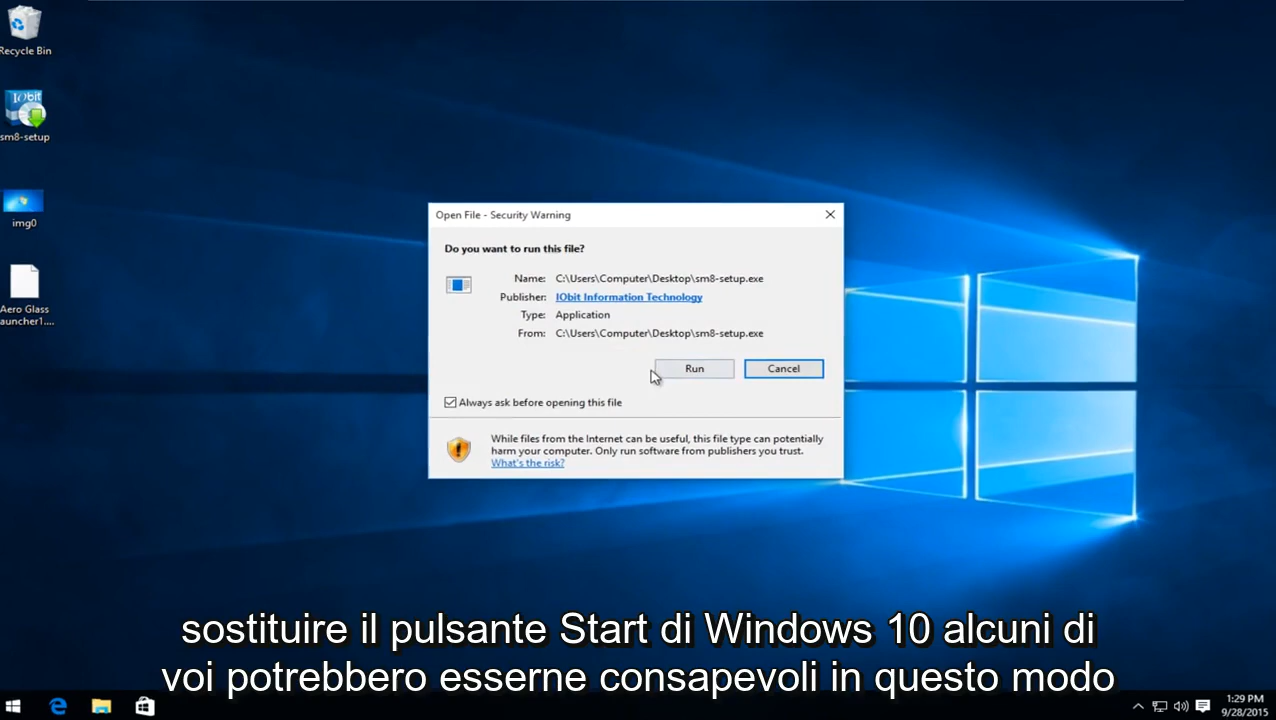 Recycle Bin
IObit
sm8-setup
img0
Aero Glass
auncher1....
Open File - Security Warning
Do you want to run this file?
Name: C:\Users\Computer\Desktop\sm8-setup.exe
Publisher: IObit Information Technology
Type: Application
From: C:\Users\Computer\Desktop\sm8-setup.exe
Run Cancel
Always ask before opening this file
While files from the Internet can be useful, this file type can potentially
harm your computer. Only run software from publishers you trust.
What's the risk?
sostituire il pulsante Start di Windows 10 alcuni di
voi potrebbero esserne consapevoli in questo modo
1:29 PM
9/28/2015